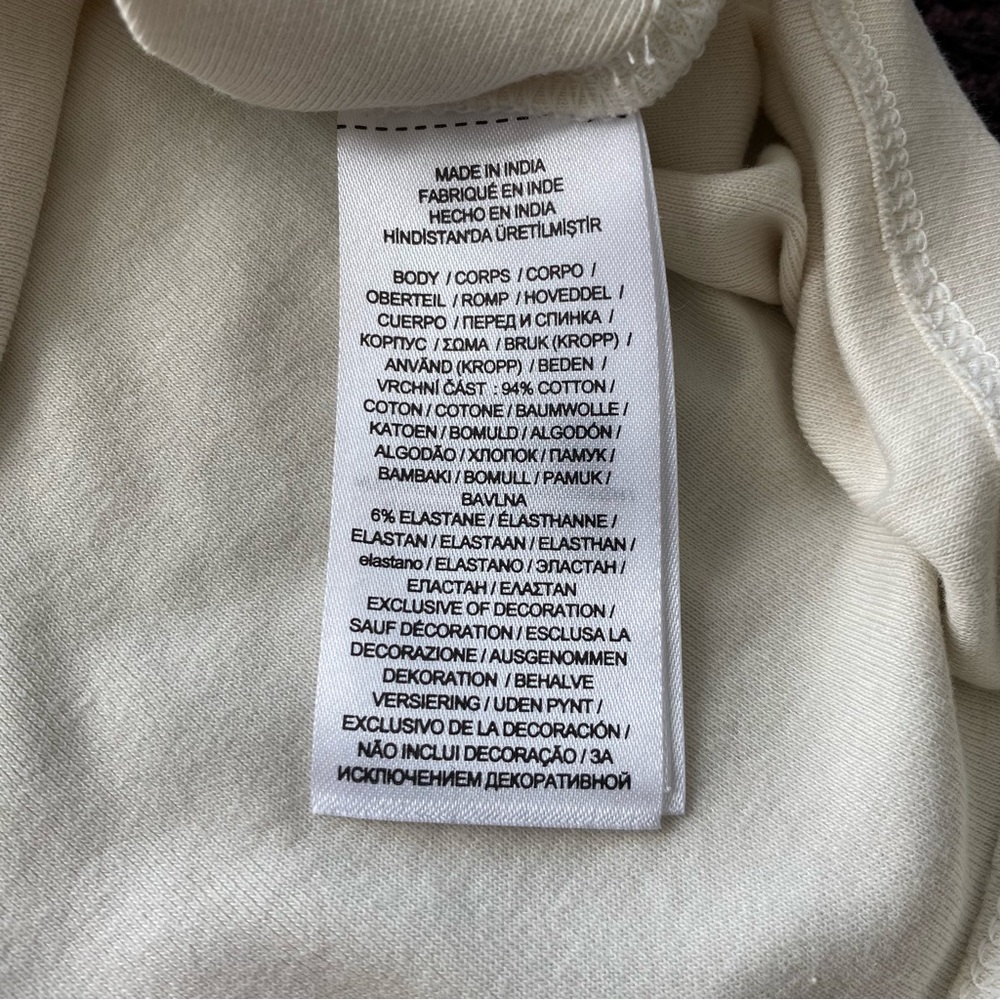 MADE IN INDIA
FABRIQUÉ EN INDE
HECHO EN INDIA
HİNDİSTAN'DA ÜRETİLMİŞTİR
BODY / CORPS / CORPO /
OBERTEIL / ROMP / HOVEDDEL /
CUERPO / ПЕРЕД И СПИНКА /
КОРПУС / ΣΩΜΑ / BRUK (KROPP) /
ANVÄND (KROPP) / BEDEN /
VRCHNÍ ČÁST : 94% COTTON /
COTON / COTONE / BAUMWOLLE /
KATOEN / BOMULD / ALGODÓN /
ALGODÃO / ХЛОПОК / ПАМУК /
BAMBAKI / BOMULL / PAMUK /
BAVLNA
6% ELASTANE / ÉLASTHANNE /
ELASTAN / ELASTAAN / ELASTHAN /
elastano / ELASTANO / ЭЛАСТАН /
ЕЛАСТАН / ΕΛΑΣΤΑΝ
EXCLUSIVE OF DECORATION /
SAUF DÉCORATION / ESCLUSA LA
DECORAZIONE / AUSGENOMMEN
DEKORATION / BEHALVE
VERSIERING / UDEN PYNT /
EXCLUSIVO DE LA DECORACIÓN /
NÃO INCLUI DECORAÇÃO / ЗА
ИСКЛЮЧЕНИЕМ ДЕКОРАТИВНОЙ